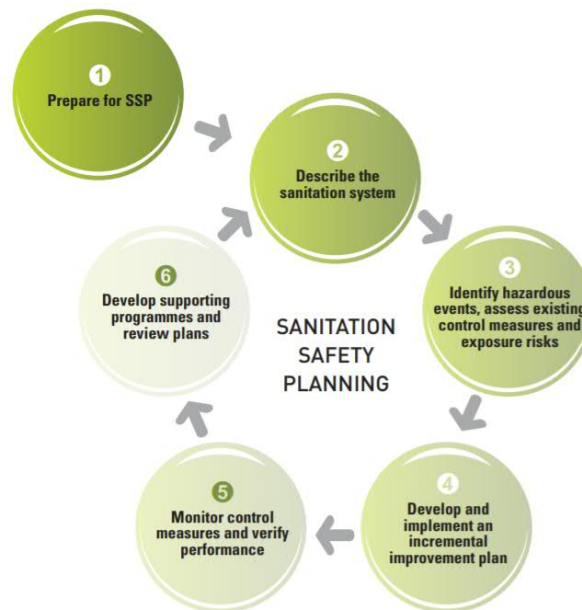 1
Prepare for SSP
2
Describe the
sanitation system
3
Identify hazardous
events, assess existing
control measures and
exposure risks
4
Develop and
implement an
incremental
improvement plan
5
Monitor control
measures and verify
performance
6
Develop supporting
programmes and
review plans
SANITATION
SAFETY
PLANNING